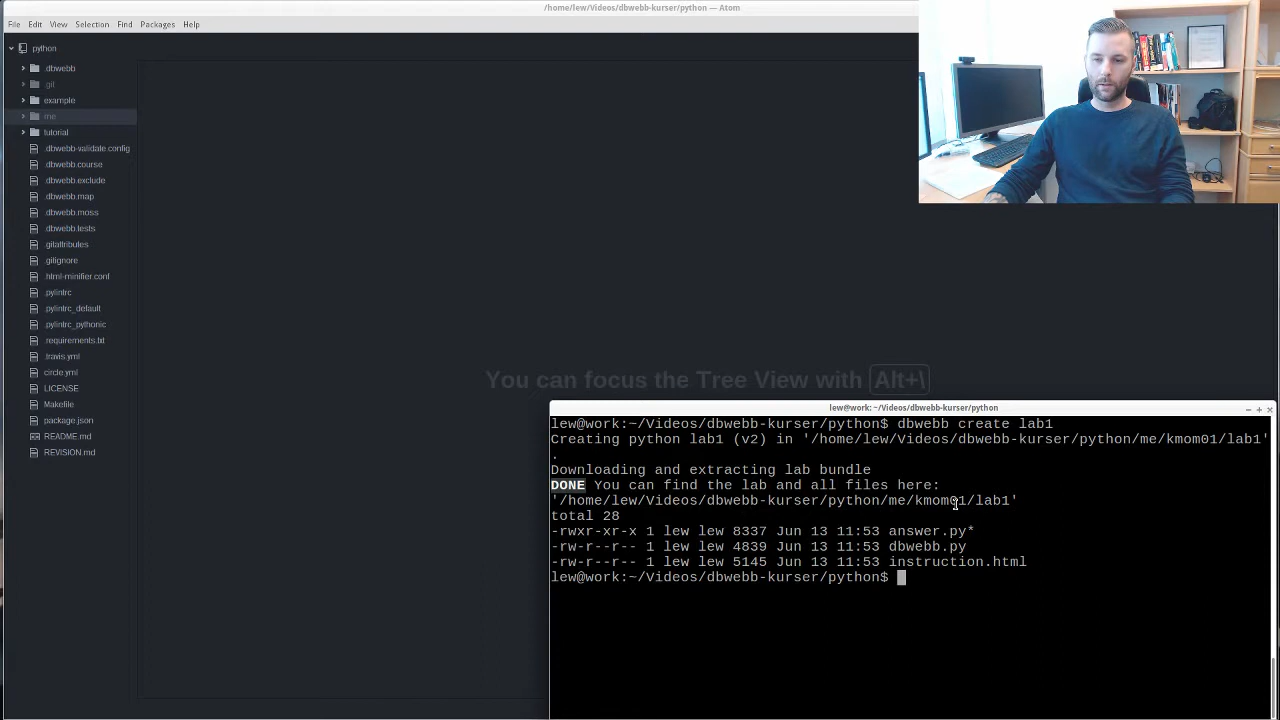 /home/lew/Videos/dbwebb-kurser/python — Atom
File Edit View Selection Find Packages Help
python
.dbwebb
.git
example
me
tutorial
.dbwebb-validate.config
.dbwebb.course
.dbwebb.exclude
.dbwebb.map
.dbwebb.moss
.dbwebb.tests
.gitattributes
.gitignore
.html-minifier.conf
.pylintrc
.pylintrc_default
.pylintrc_pythonic
.requirements.txt
.travis.yml
circle.yml
LICENSE
Makefile
package.json
README.md
REVISION.md
You can focus the Tree View with Alt+\
lew@work: ~/Videos/dbwebb-kurser/python
lew@work:~/Videos/dbwebb-kurser/python$ dbwebb create lab1
Creating python lab1 (v2) in '/home/lew/Videos/dbwebb-kurser/python/me/kmom01/lab1'
.
Downloading and extracting lab bundle
DONE You can find the lab and all files here:
'/home/lew/Videos/dbwebb-kurser/python/me/kmom01/lab1'
total 28
-rwxr-xr-x 1 lew lew 8337 Jun 13 11:53 answer.py*
-rw-r--r-- 1 lew lew 4839 Jun 13 11:53 dbwebb.py
-rw-r--r-- 1 lew lew 5145 Jun 13 11:53 instruction.html
lew@work:~/Videos/dbwebb-kurser/python$